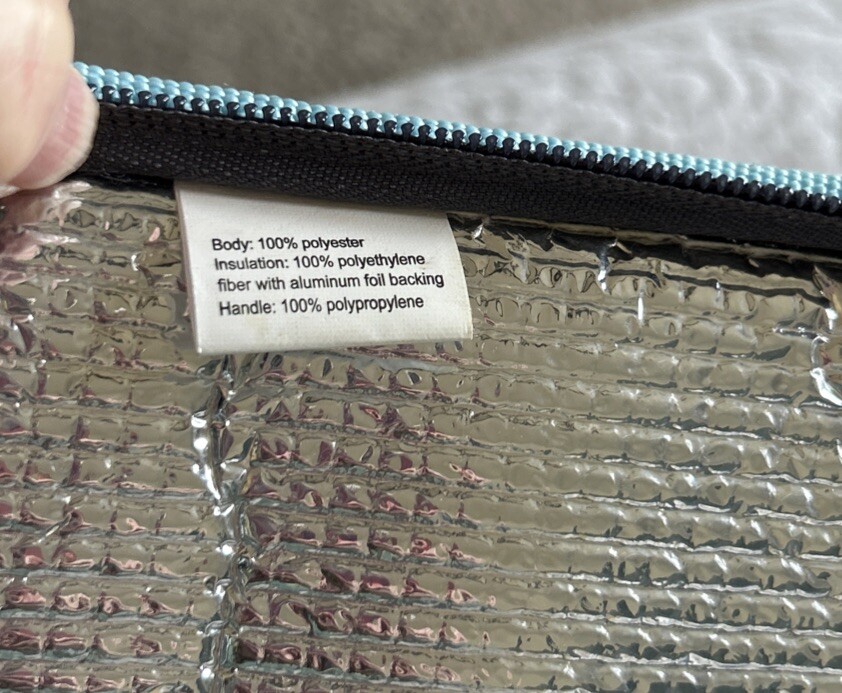 Body: 100% polyester
Insulation: 100% polyethylene
fiber with aluminum foil backing
Handle: 100% polypropylene